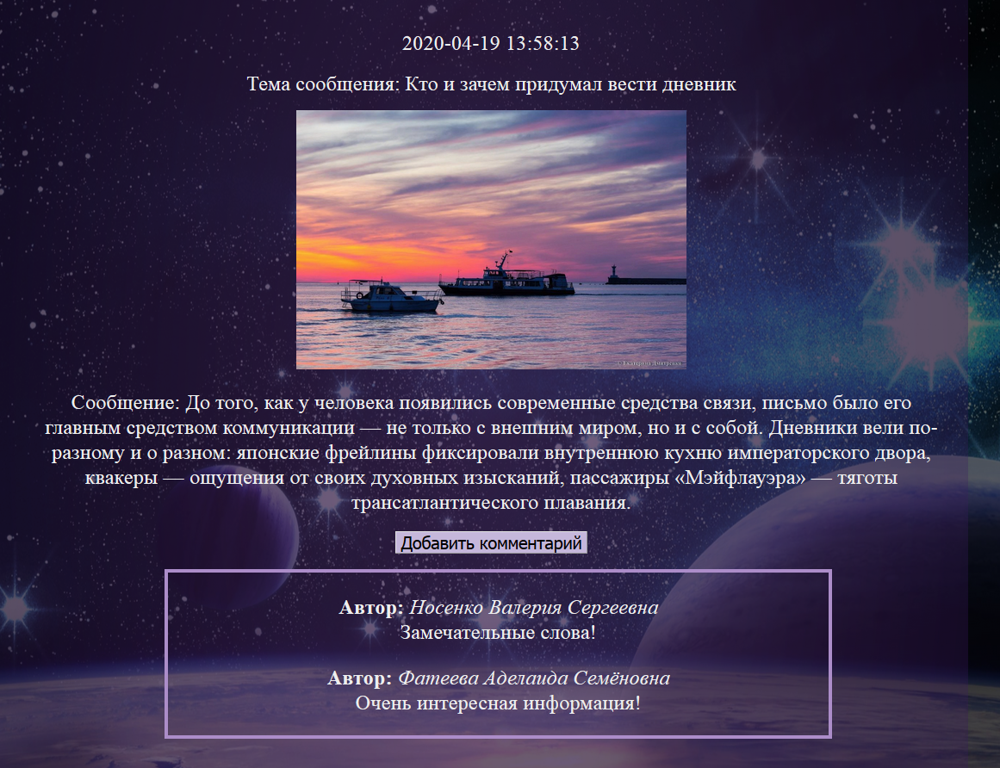 2020-04-19 13:58:13
Тема сообщения: Кто и зачем придумал вести дневник
© Екатерина Дмитренко
Сообщение: До того, как у человека появились современные средства связи, письмо было его
главным средством коммуникации — не только с внешним миром, но и с собой. Дневники вели по-
разному и о разном: японские фрейлины фиксировали внутреннюю кухню императорского двора,
квакеры — ощущения от своих духовных изысканий, пассажиры «Мэйфлауэра» — тяготы
трансатлантического плавания.
Добавить комментарий
Автор: Носенко Валерия Сергеевна
Замечательные слова!
Автор: Фатеева Аделаида Семёновна
Очень интересная информация!